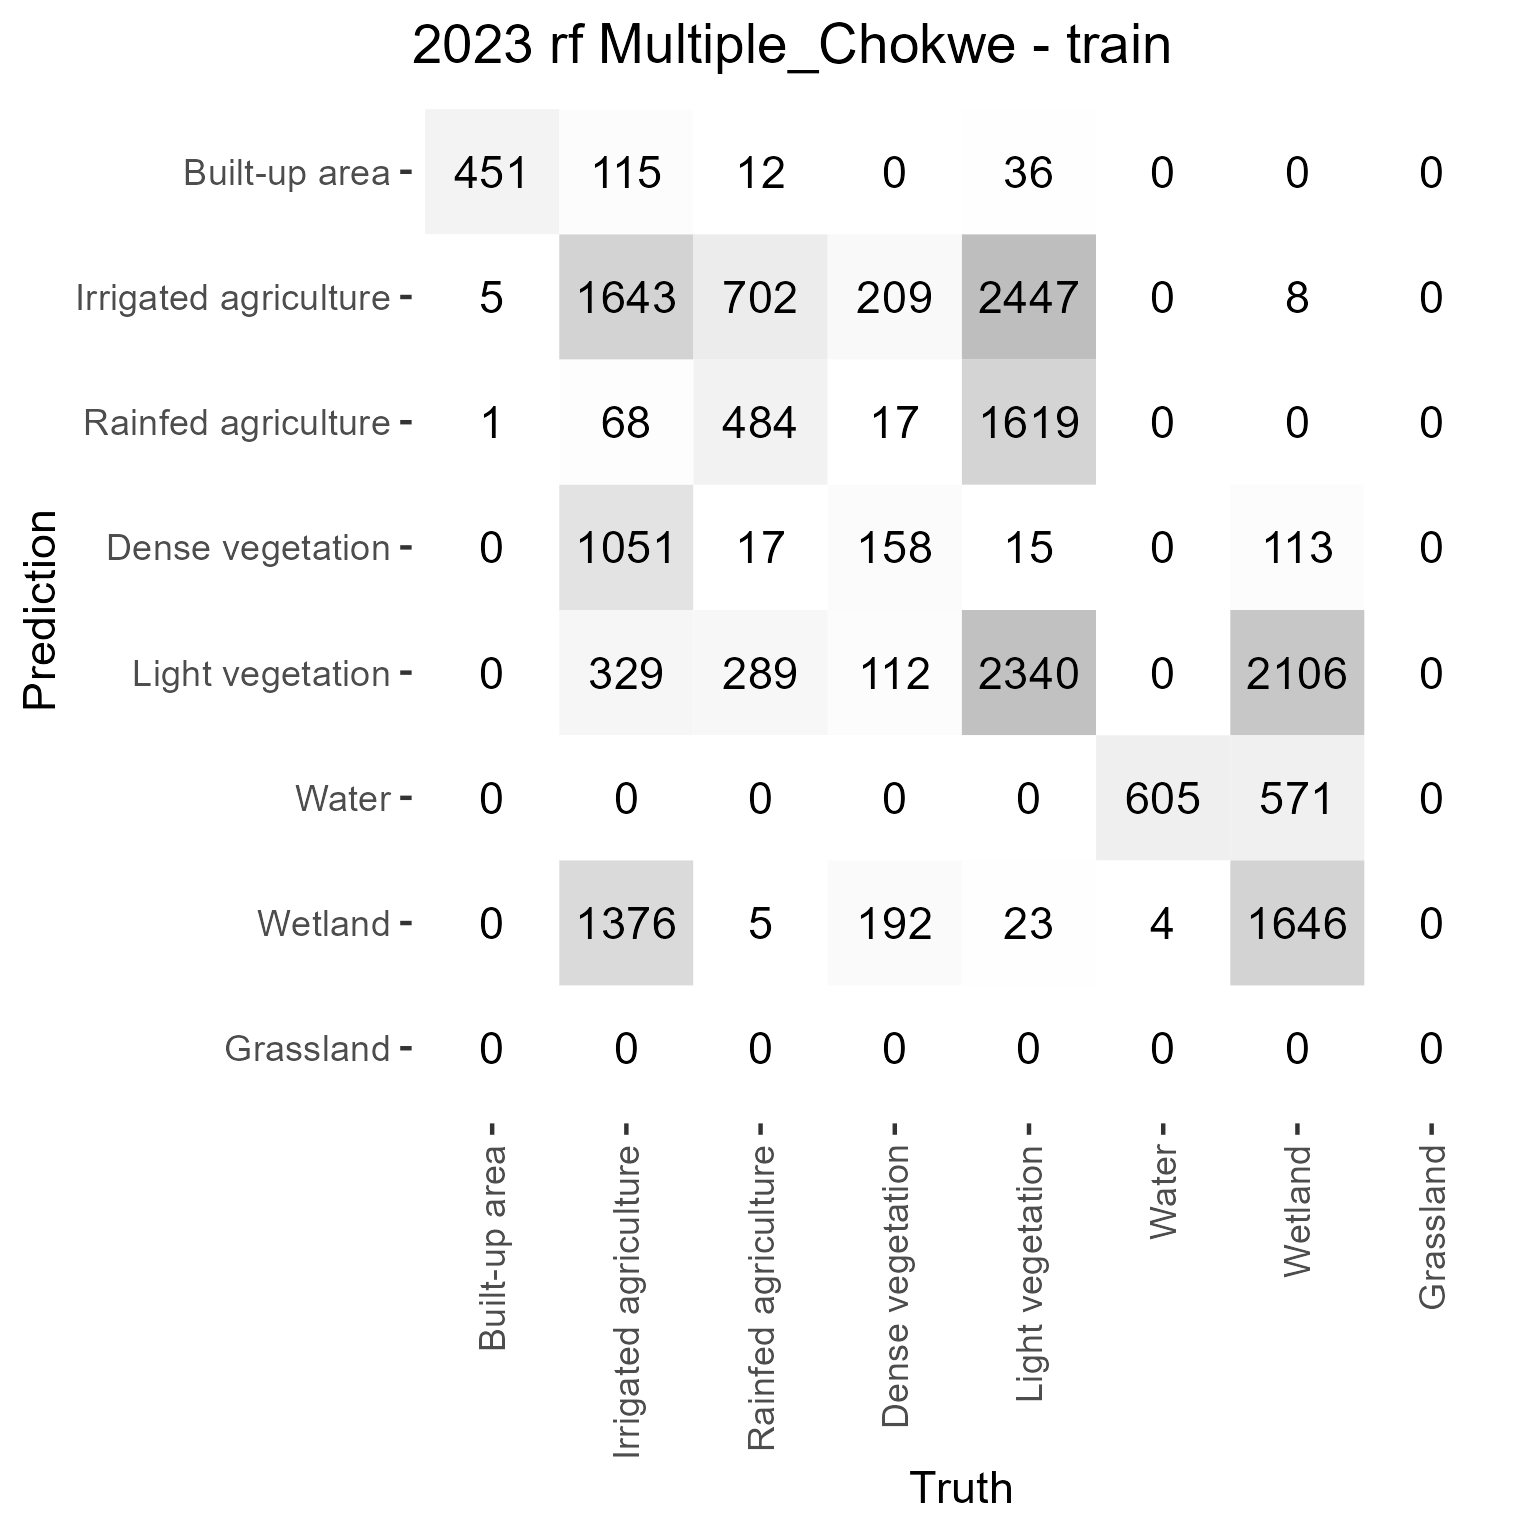 2023 rf Multiple_Chokwe - train
Built-up area 451 115 12 0 36 0 0 0
Irrigated agriculture 5 1643 702 209 2447 0 8 0
Rainfed agriculture 1 68 484 17 1619 0 0 0
Dense vegetation 0 1051 17 158 15 0 113 0
Light vegetation 0 329 289 112 2340 0 2106 0
Water 0 0 0 0 0 605 571 0
Wetland 0 1376 5 192 23 4 1646 0
Grassland 0 0 0 0 0 0 0 0
Prediction
Built-up area
Irrigated agriculture
Rainfed agriculture
Dense vegetation
Light vegetation
Water
Wetland
Grassland
Truth